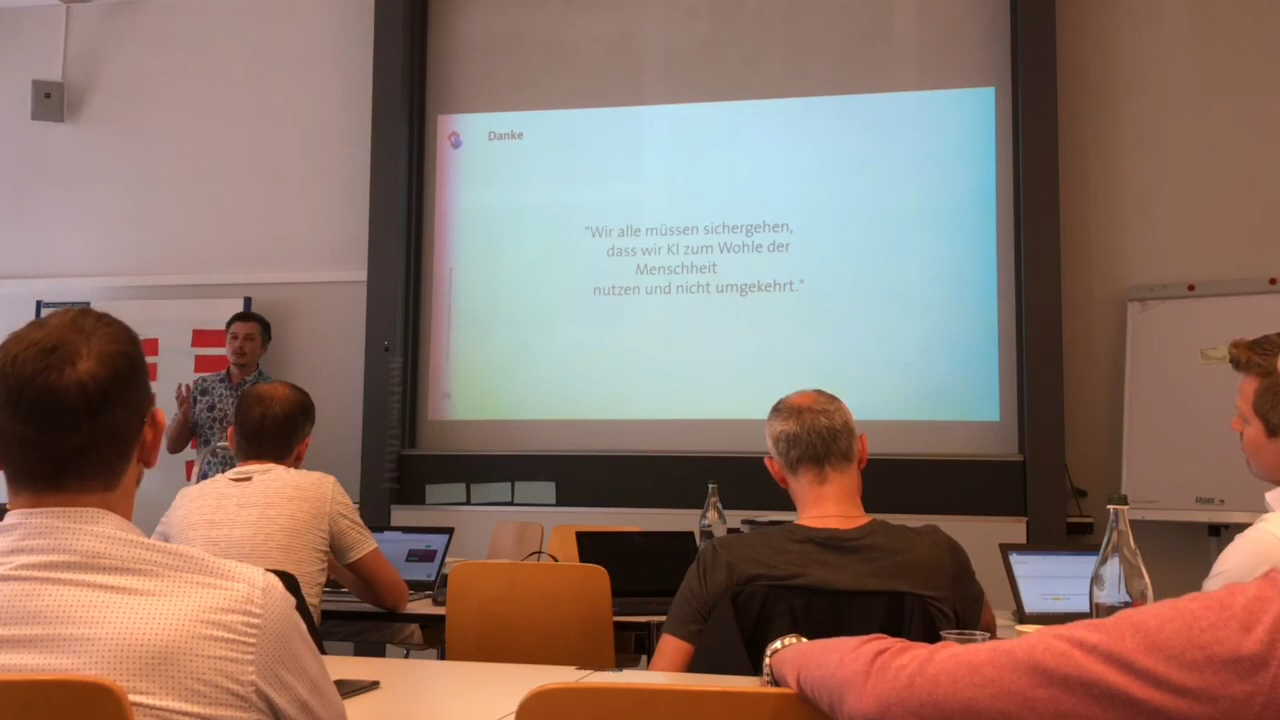 Danke
"Wir alle müssen sichergehen,
dass wir KI zum Wohle der
Menschheit
nutzen und nicht umgekehrt."